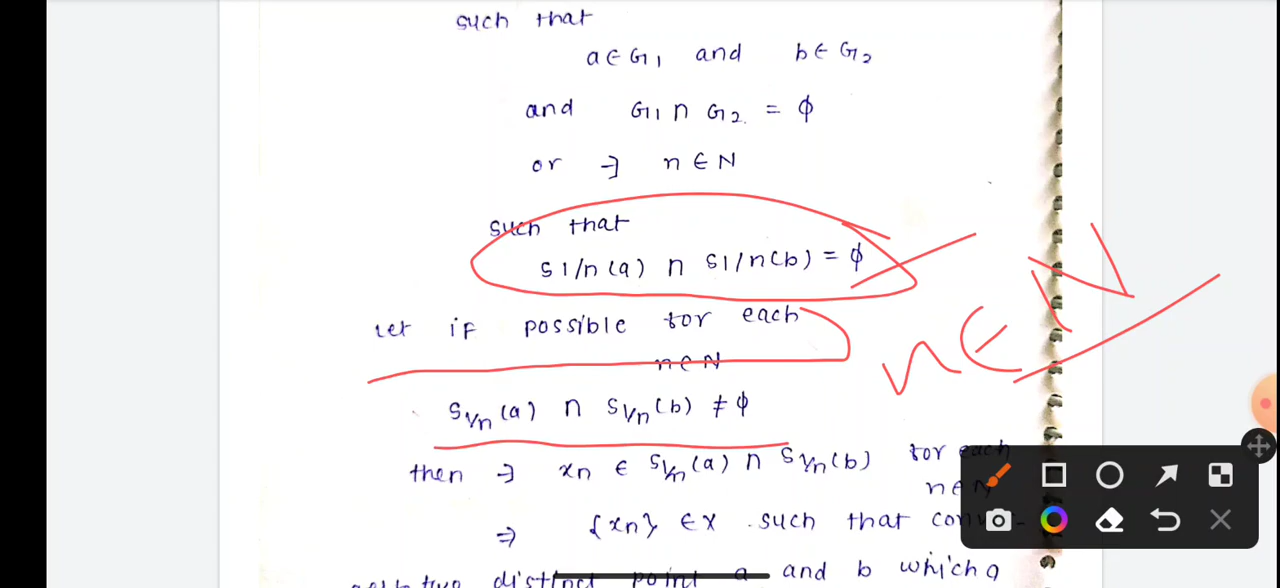 such that
a ∈ G1 and b ∈ G2
and G1 ∩ G2 = ϕ
or ∃ n ∈ N
such that
S1/n(a) ∩ S1/n(b) = ϕ
Let if possible for each
n ∈ N
n ∈ N
S1/n(a) ∩ S1/n(b) ≠ ϕ
then ∃ xn ∈ S1/n(a) ∩ S1/n(b) for each
n ∈ N
⇒ {xn} ∈ X such that
distinct point a and b which